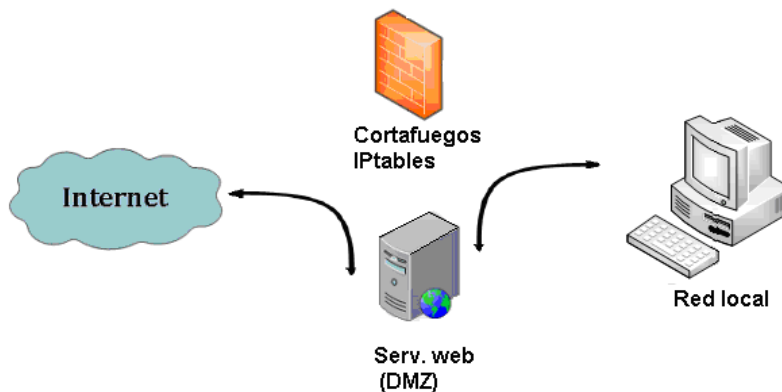 Cortafuegos
IPtables
Internet
Red local
Serv. web
(DMZ)